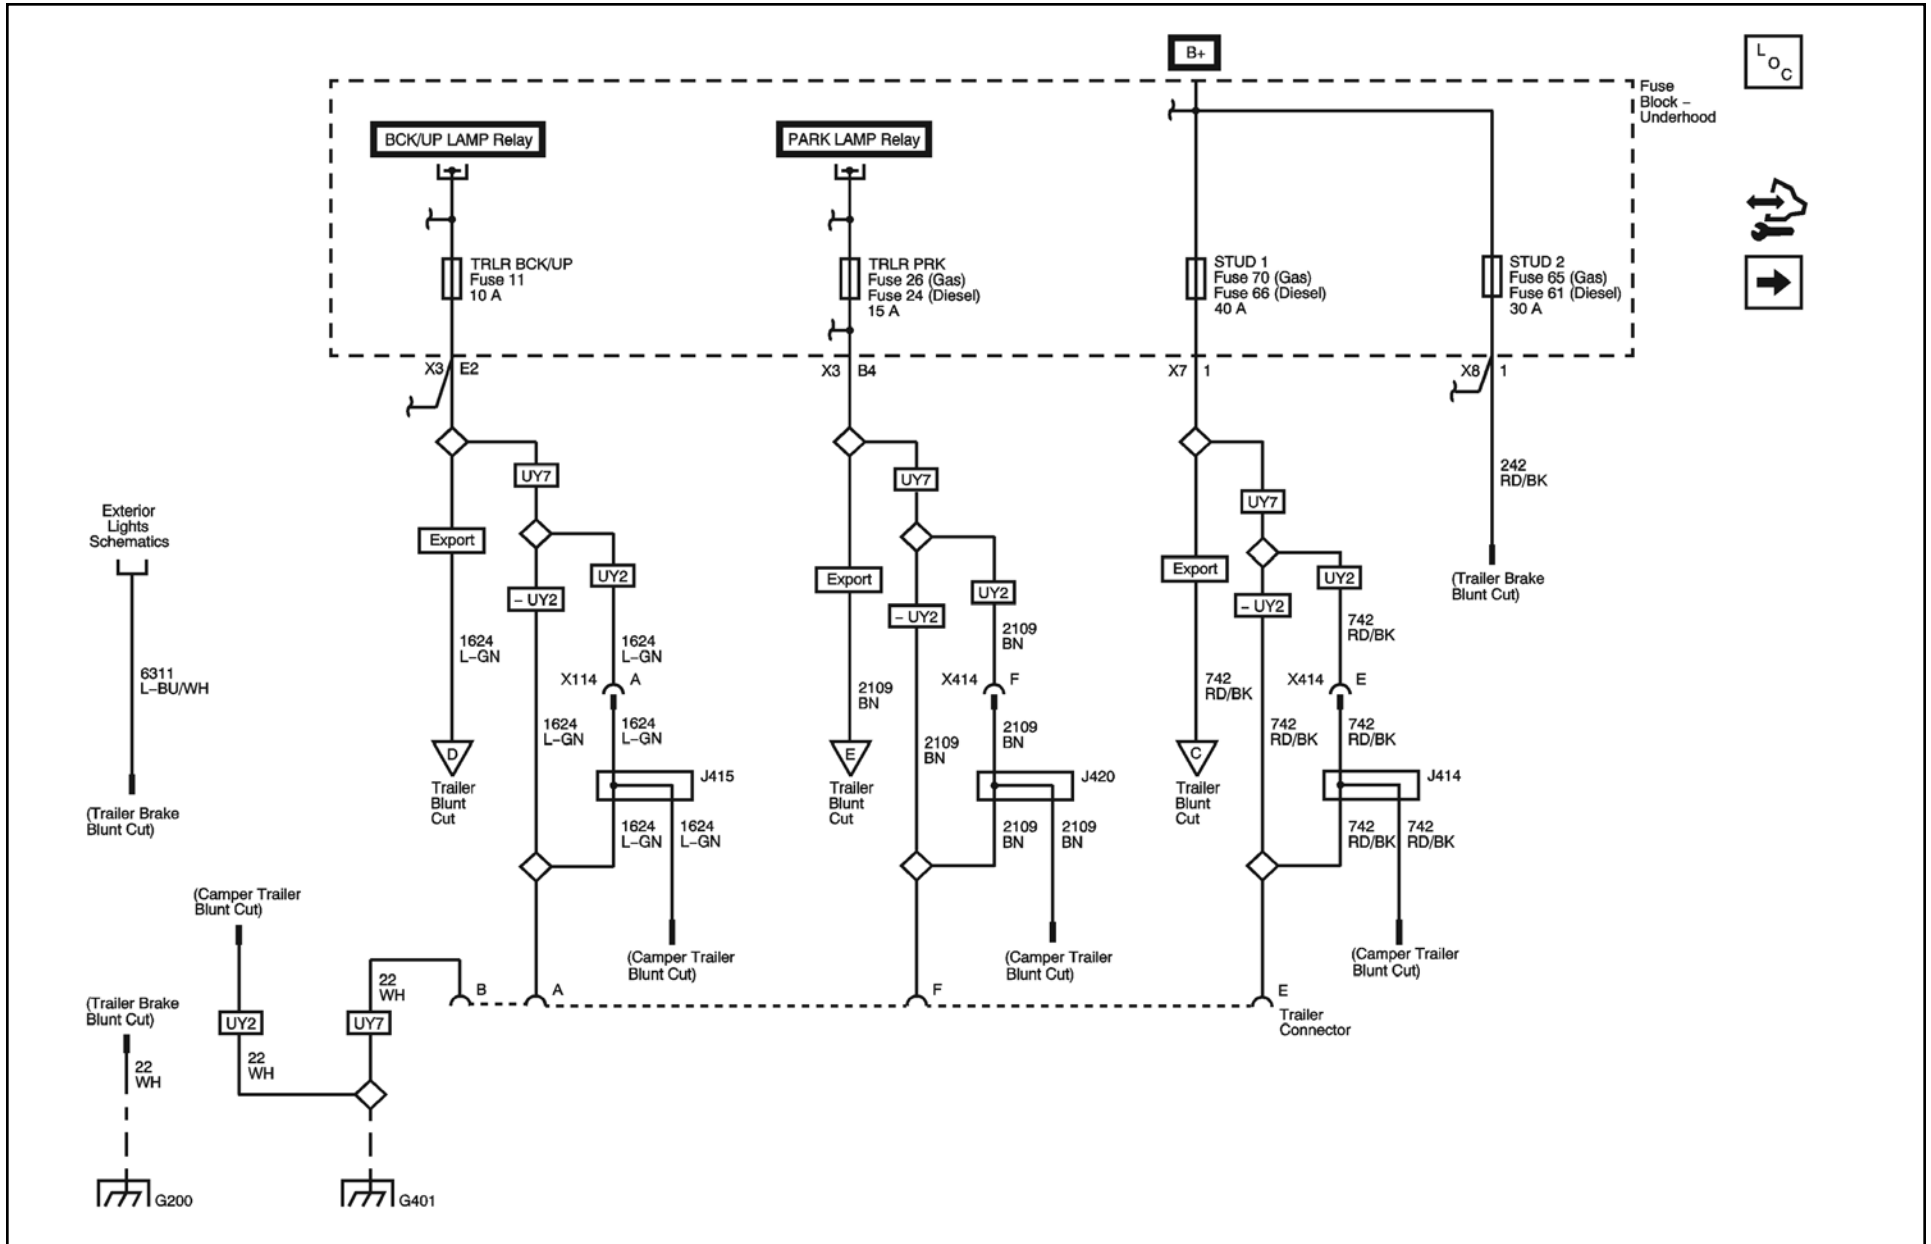 B+
L
O
C
Fuse
Block –
Underhood
BCK/UP LAMP Relay
PARK LAMP Relay
TRLR BCK/UP
Fuse 11
10 A
TRLR PRK
Fuse 26 (Gas)
Fuse 24 (Diesel)
15 A
STUD 1
Fuse 70 (Gas)
Fuse 66 (Diesel)
40 A
STUD 2
Fuse 65 (Gas)
Fuse 61 (Diesel)
30 A
X3 E2
X3 B4
X7 1
X8 1
UY7
UY7
UY7
242
RD/BK
Exterior
Lights
Schematics
Export
Export
Export
UY2
UY2
UY2
– UY2
– UY2
– UY2
(Trailer Brake
Blunt Cut)
1624
L–GN
1624
L–GN
2109
BN
742
RD/BK
6311
L–BU/WH
X114 A
2109
BN
X414 F
742
RD/BK
X414 E
1624
L–GN
1624
L–GN
2109
BN
2109
BN
742
RD/BK
742
RD/BK
D
Trailer
Blunt
Cut
J415
E
Trailer
Blunt
Cut
J420
C
Trailer
Blunt
Cut
J414
(Trailer Brake
Blunt Cut)
1624
L–GN
1624
L–GN
2109
BN
2109
BN
742
RD/BK
742
RD/BK
(Camper Trailer
Blunt Cut)
(Camper Trailer
Blunt Cut)
(Camper Trailer
Blunt Cut)
(Camper Trailer
Blunt Cut)
22
WH
B
A
F
E
Trailer
Connector
(Trailer Brake
Blunt Cut)
UY2
UY7
22
WH
22
WH
G200
G401